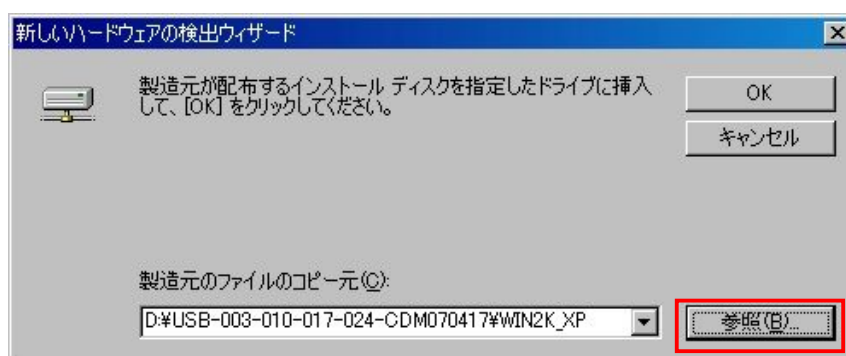 新しいハードウェアの検出ウィザード
製造元が配布するインストール ディスクを指定したドライブに挿入
して、[OK] をクリックしてください。
OK
キャンセル
製造元のファイルのコピー元(C):
D:¥USB-003-010-017-024-CDM070417¥WIN2K_XP
参照(B)...